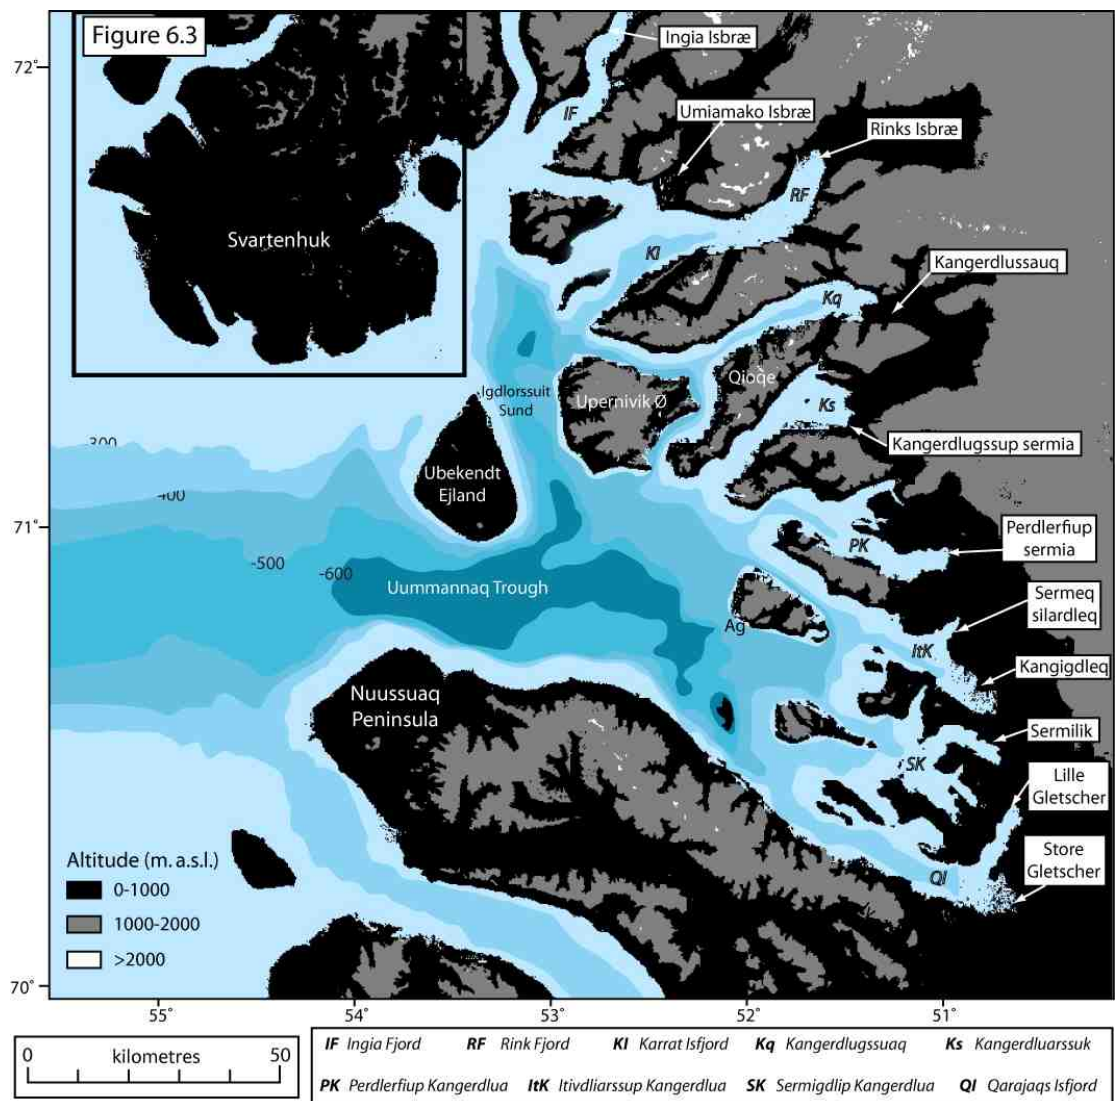 Figure 6.3
72°
Ingia Isbræ
IF
Umiamako Isbræ
Rinks Isbræ
RF
Svartenhuk
KI
Kangerdlussauq
Kq
Igdlorssuit
Sund
Upernivik Ø
Qioqe
Ks
-300
Kangerdlugssup sermia
Ubekendt
Ejland
-400
71°
PK
Perdlerfiup
sermia
-500
-600
Uummannaq Trough
Ag
Sermeq
silardleq
ItK
Kangigdleq
Nuussuaq
Peninsula
Sermilik
SK
Lille
Gletscher
Altitude (m. a.s.l.)
0-1000
1000-2000
>2000
QI
Store
Gletscher
70°
55°
54°
53°
52°
51°
0 kilometres 50
IF Ingia Fjord RF Rink Fjord KI Karrat Isfjord Kq Kangerdlugssuaq Ks Kangerdluarssuk
PK Perdlerfiup Kangerdlua ItK Itivdliarssup Kangerdlua SK Sermigdlip Kangerdlua QI Qarajaqs Isfjord